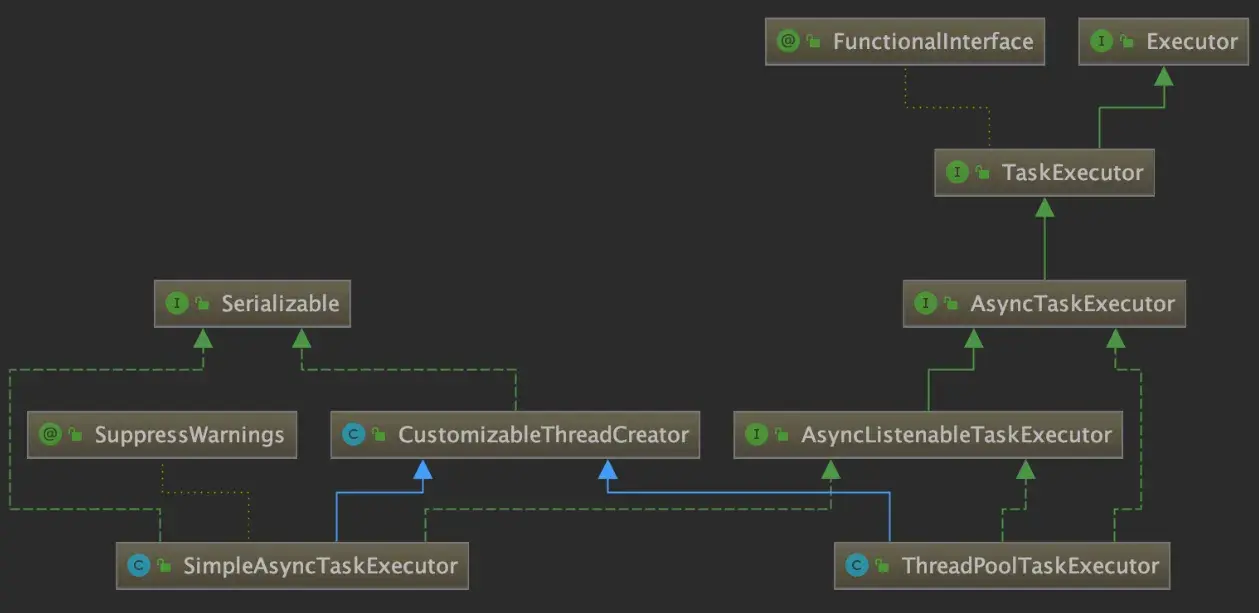 @ FunctionalInterface
I Executor
I TaskExecutor
I Serializable
I AsyncTaskExecutor
@ SuppressWarnings
C CustomizableThreadCreator
I AsyncListenableTaskExecutor
C SimpleAsyncTaskExecutor
C ThreadPoolTaskExecutor